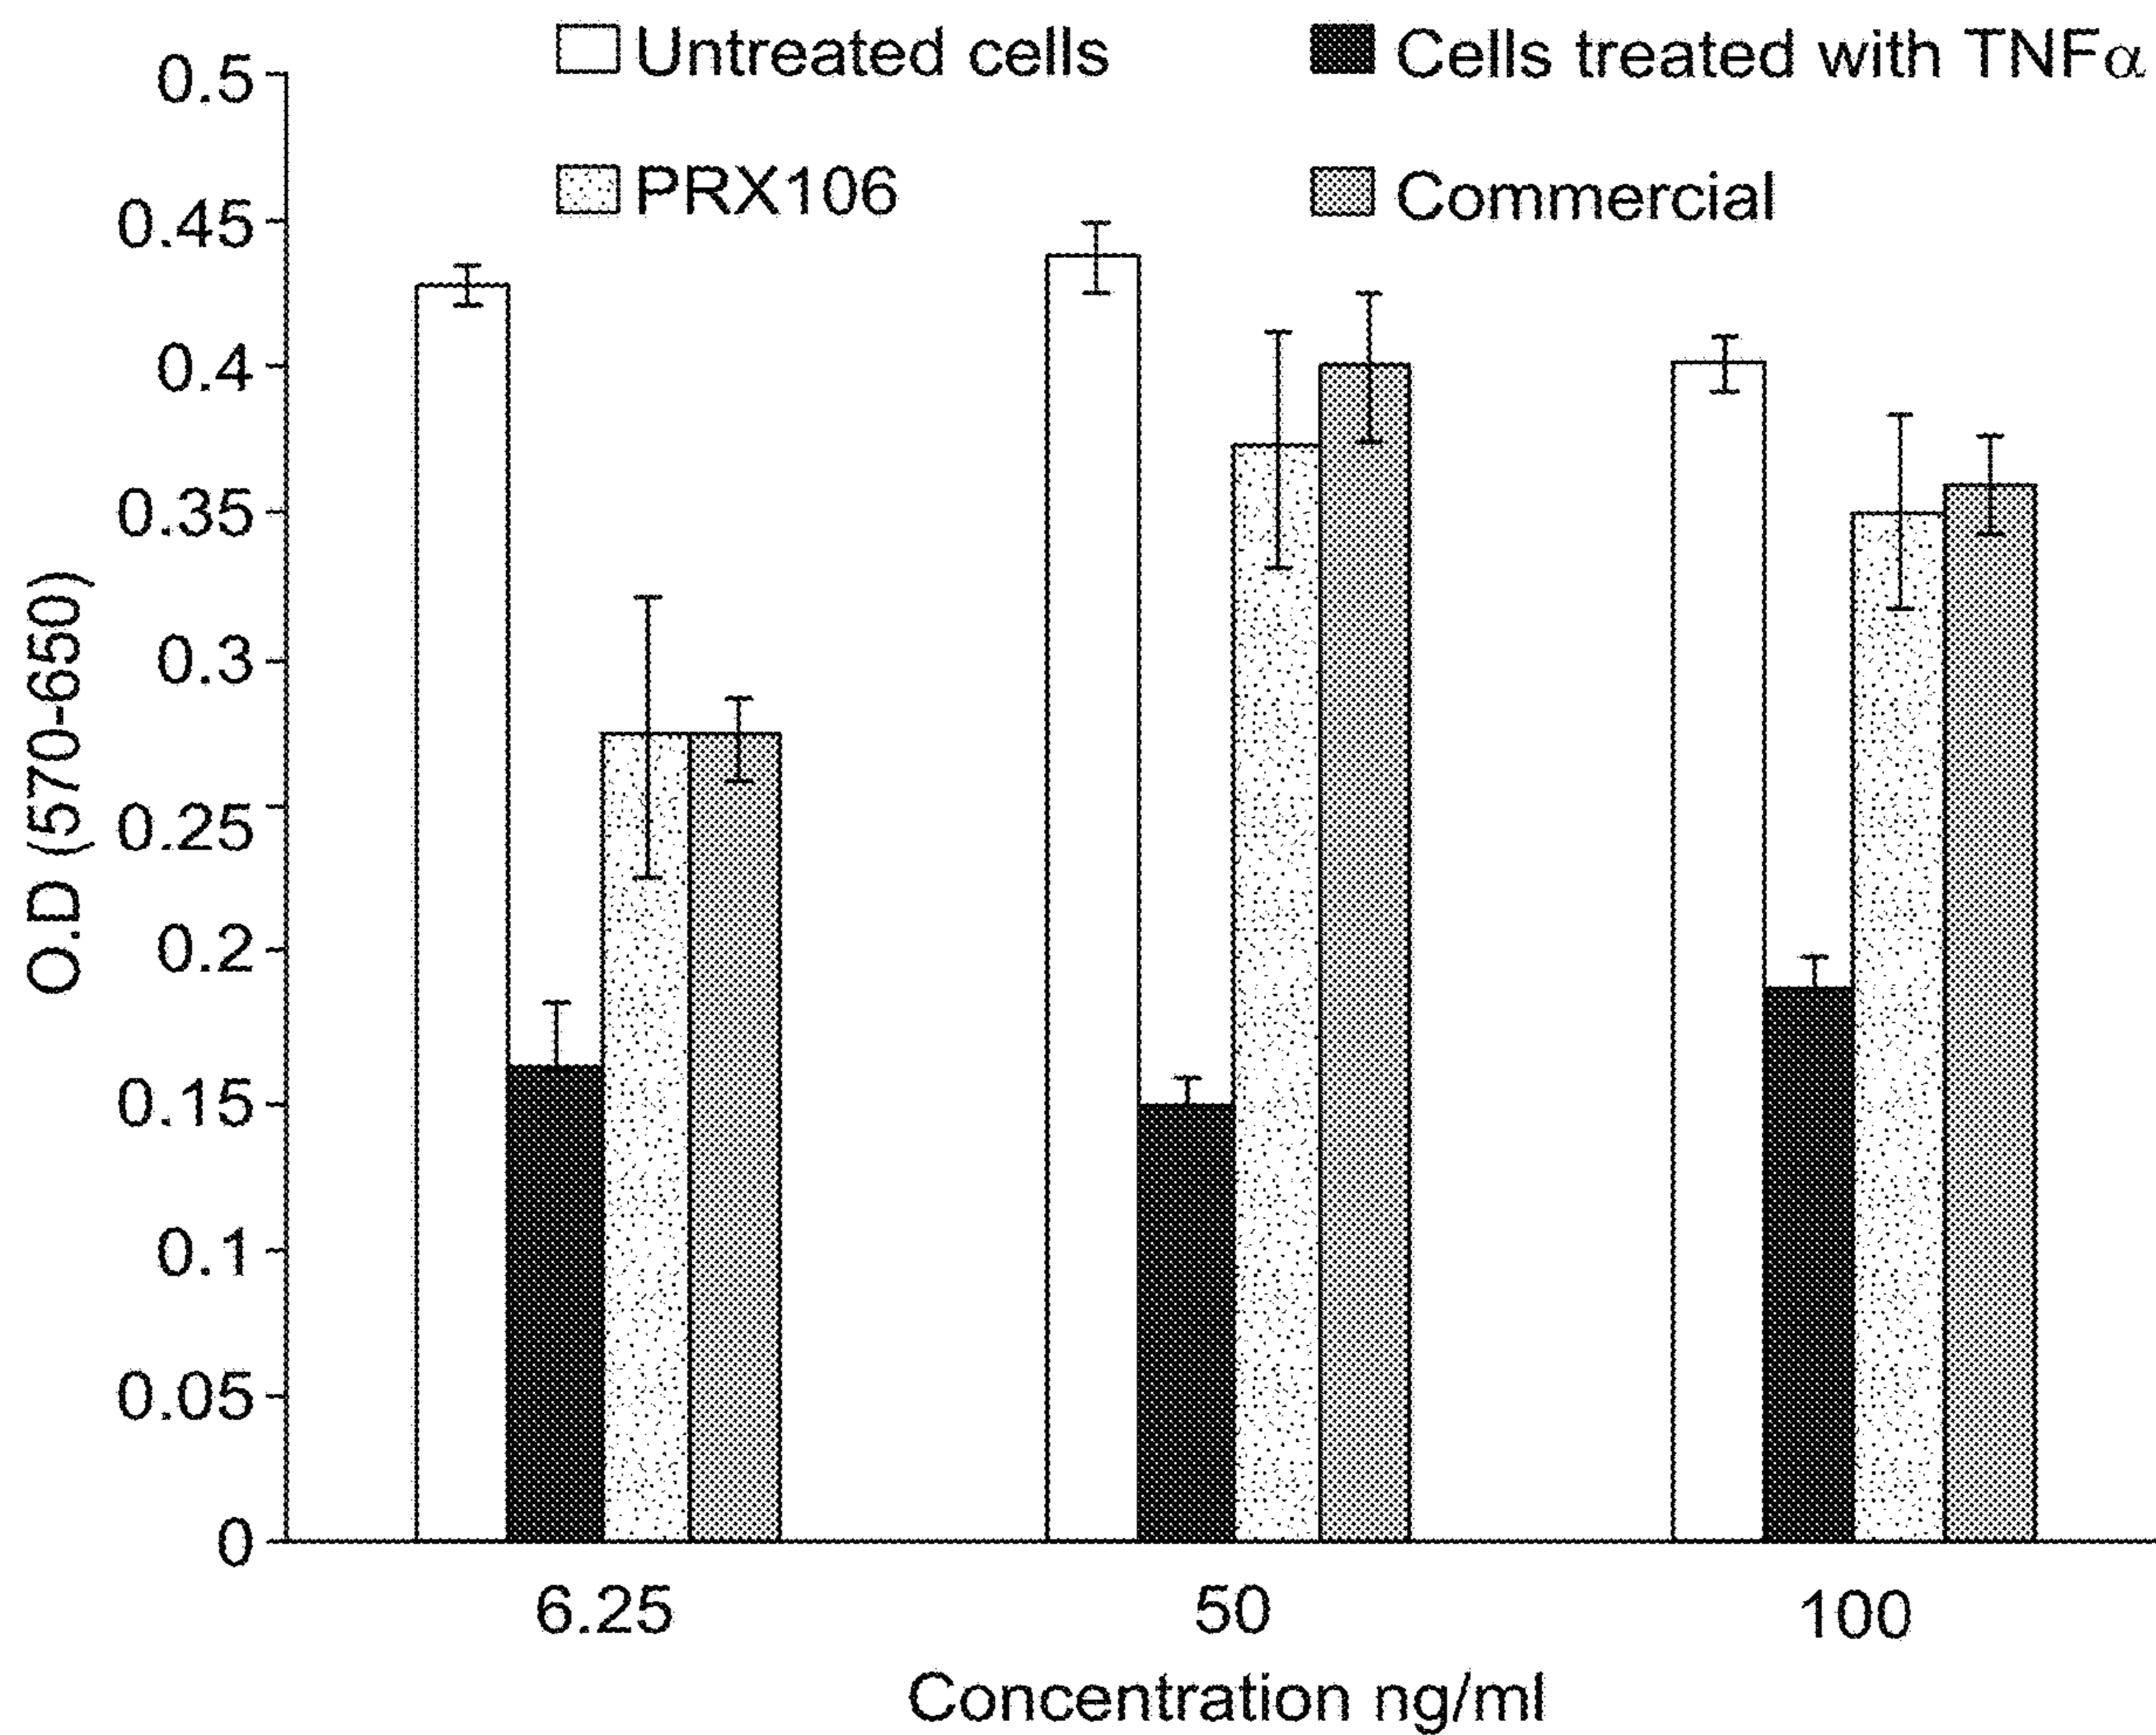 Untreated cells
Cells treated with TNFα
PRX106
Commercial
O.D (570-650)
0.5
0.45
0.4
0.35
0.3
0.25
0.2
0.15
0.1
0.05
0
6.25
50
100
Concentration ng/ml